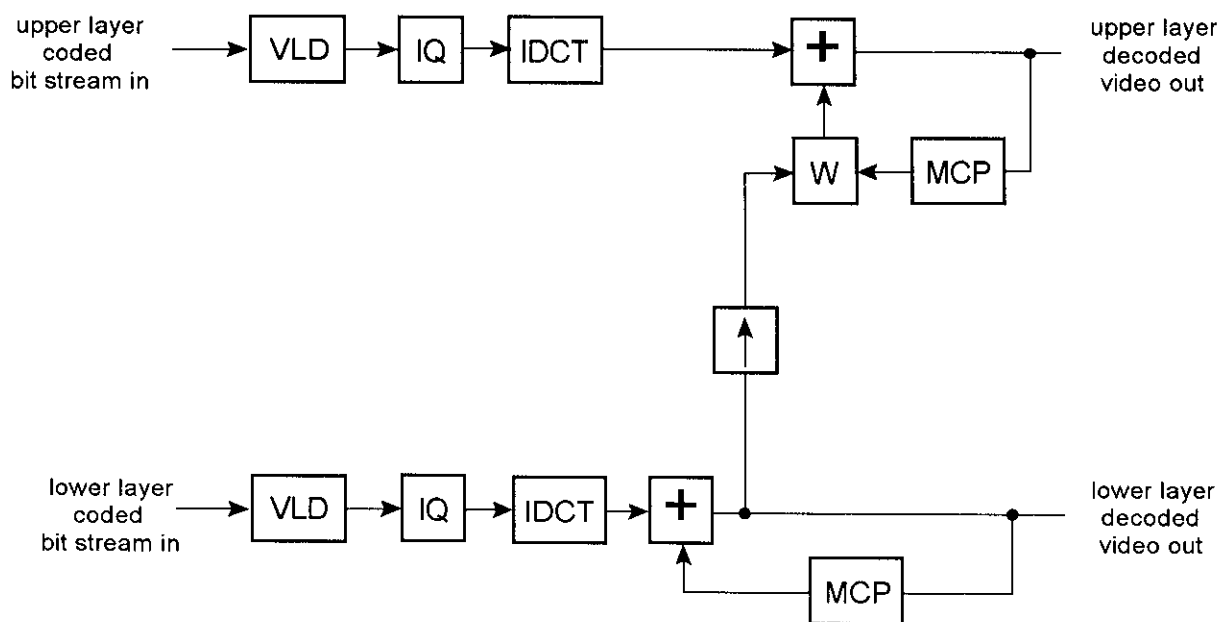 upper layer
coded
bit stream in
VLD
IQ
IDCT
+
upper layer
decoded
video out
W
MCP
lower layer
coded
bit stream in
VLD
IQ
IDCT
+
lower layer
decoded
video out
MCP